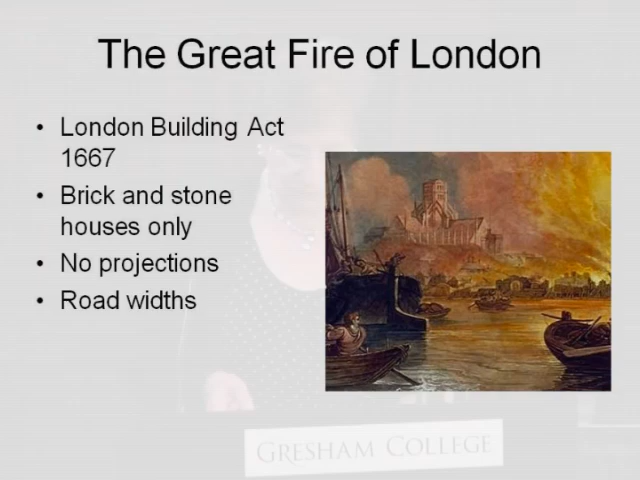 The Great Fire of London
• London Building Act
1667
• Brick and stone
houses only
• No projections
• Road widths
GRESHAM COLLEGE